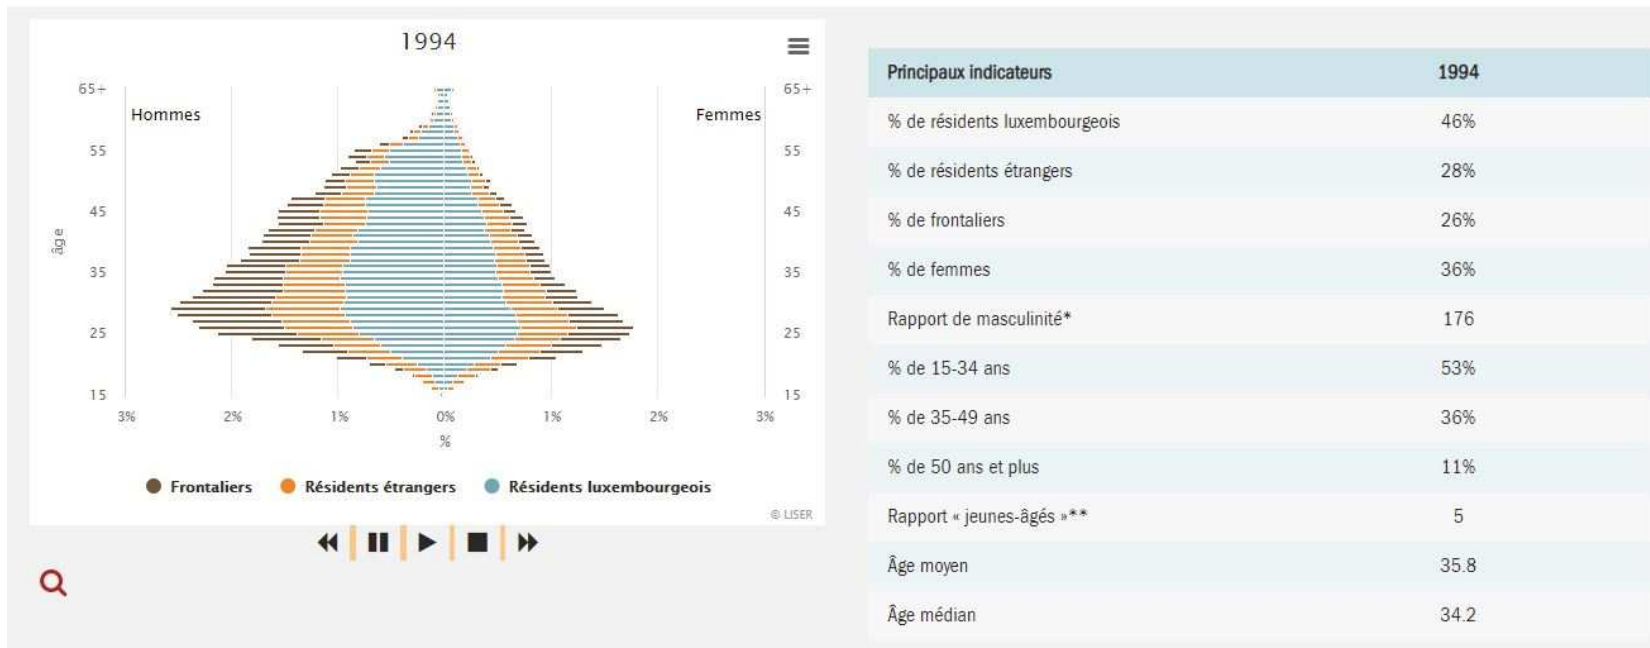 1994
65+
65+
Hommes
Femmes
55
55
45
45
âge
35
35
25
25
15
15
3% 2% 1% 0% 1% 2% 3%
%
Frontaliers Résidents étrangers Résidents luxembourgeois
© LISER
Principaux indicateurs 1994
% de résidents luxembourgeois 46%
% de résidents étrangers 28%
% de frontaliers 26%
% de femmes 36%
Rapport de masculinité* 176
% de 15-34 ans 53%
% de 35-49 ans 36%
% de 50 ans et plus 11%
Rapport « jeunes-âgés »** 5
Âge moyen 35.8
Âge médian 34.2